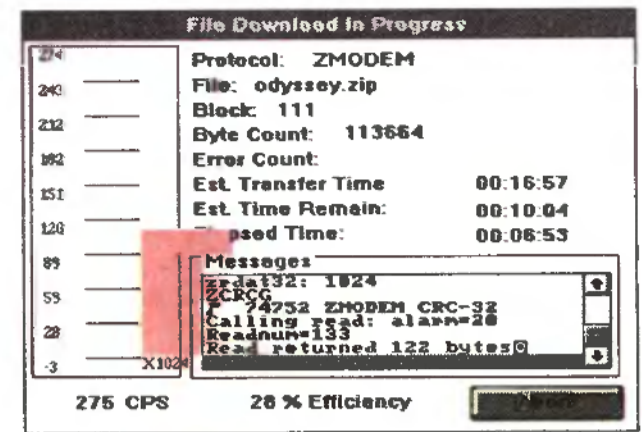 File Download in Progress
274
243
212
182
151
120
89
59
28
-3
X1024
Protocol: ZMODEM
File: odyssey.zip
Block: 111
Byte Count: 113664
Error Count:
Est. Transfer Time 00:16:57
Est. Time Remain: 00:10:04
Elapsed Time: 00:06:53
Messages
zrdat32: 1024
ZCRCG
74752 ZMODEM CRC-32
Calling read: alarm=20
Readnum=133
Read returned 122 bytes
275 CPS 28 % Efficiency